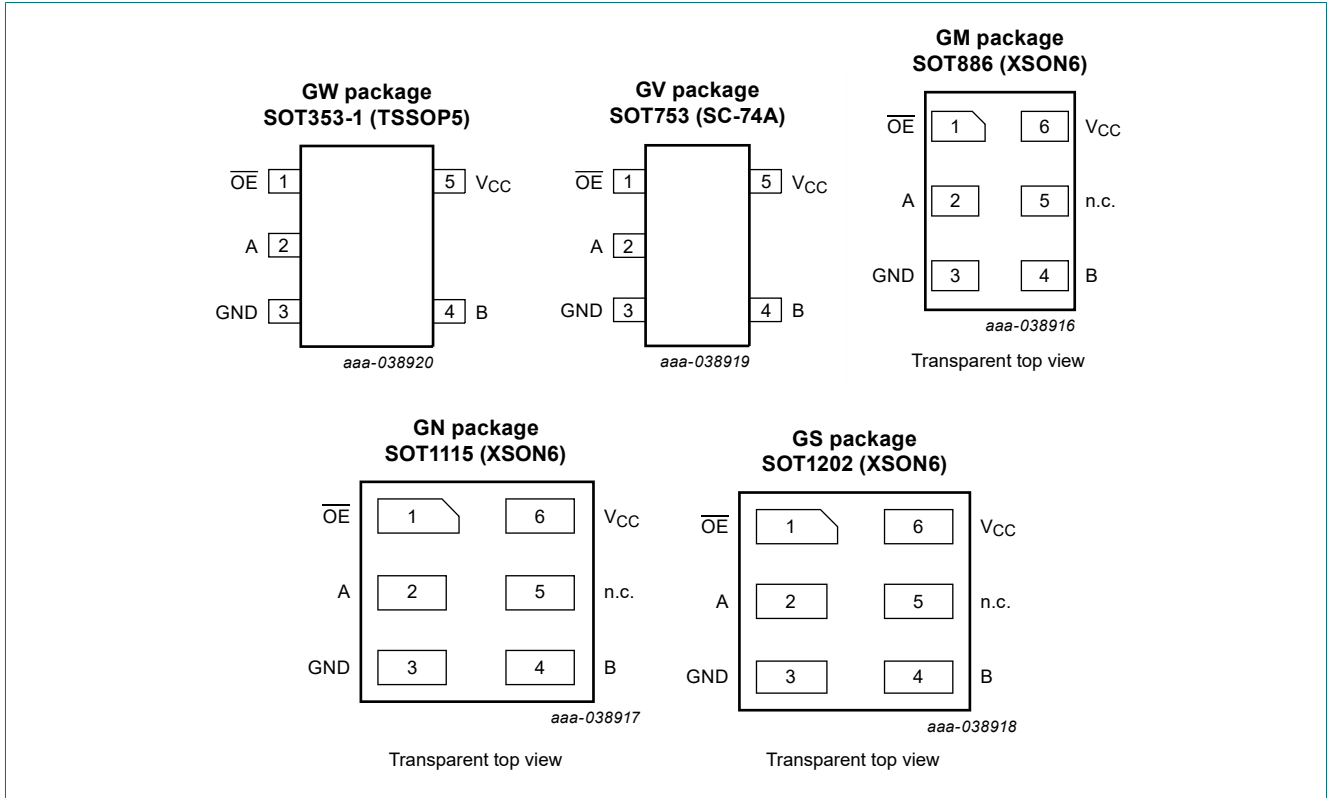 GW package
SOT353-1 (TSSOP5)
OE 1
5 VCC
A 2
GND 3
4 B
aaa-038920
GV package
SOT753 (SC-74A)
OE 1
5 VCC
A 2
GND 3
4 B
aaa-038919
GM package
SOT886 (XSON6)
OE 1
6 VCC
A 2
5 n.c.
GND 3
4 B
aaa-038916
Transparent top view
GN package
SOT1115 (XSON6)
OE 1
6 VCC
A 2
5 n.c.
GND 3
4 B
aaa-038917
Transparent top view
GS package
SOT1202 (XSON6)
OE 1
6 VCC
A 2
5 n.c.
GND 3
4 B
aaa-038918
Transparent top view